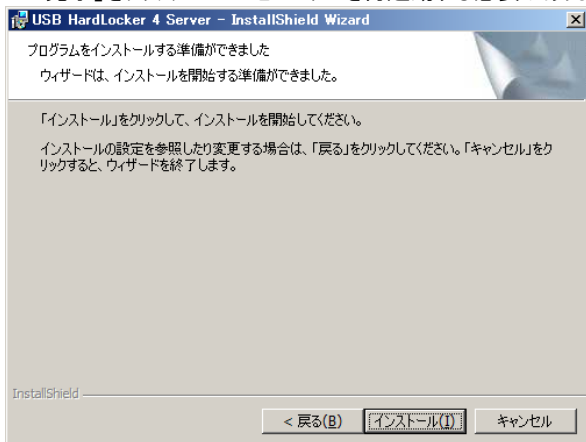 USB HardLocker 4 Server - InstallShield Wizard
プログラムをインストールする準備ができました
ウィザードは、インストールを開始する準備ができました。
「インストール」をクリックして、インストールを開始してください。
インストールの設定を参照したり変更する場合は、「戻る」をクリックしてください。「キャンセル」をク
リックすると、ウィザードを終了します。
InstallShield
< 戻る(B)
インストール(I)
キャンセル